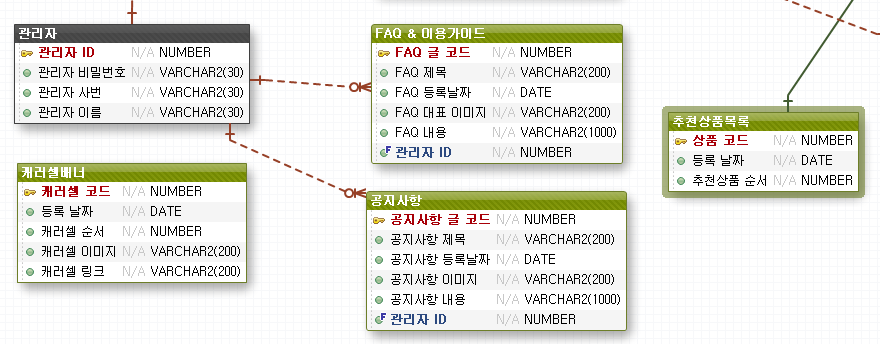 관리자
관리자 ID N/A NUMBER
관리자 비밀번호 N/A VARCHAR2(30)
관리자 사번 N/A VARCHAR2(30)
관리자 이름 N/A VARCHAR2(30)
FAQ & 이용가이드
FAQ 글 코드 N/A NUMBER
FAQ 제목 N/A VARCHAR2(200)
FAQ 등록날짜 N/A DATE
FAQ 대표 이미지 N/A VARCHAR2(200)
FAQ 내용 N/A VARCHAR2(1000)
F 관리자 ID N/A NUMBER
추천상품목록
상품 코드 N/A NUMBER
등록 날짜 N/A DATE
추천상품 순서 N/A NUMBER
캐러셀배너
캐러셀 코드 N/A NUMBER
등록 날짜 N/A DATE
캐러셀 순서 N/A NUMBER
캐러셀 이미지 N/A VARCHAR2(200)
캐러셀 링크 N/A VARCHAR2(200)
공지사항
공지사항 글 코드 N/A NUMBER
공지사항 제목 N/A VARCHAR2(200)
공지사항 등록날짜 N/A DATE
공지사항 이미지 N/A VARCHAR2(200)
공지사항 내용 N/A VARCHAR2(1000)
F 관리자 ID N/A NUMBER